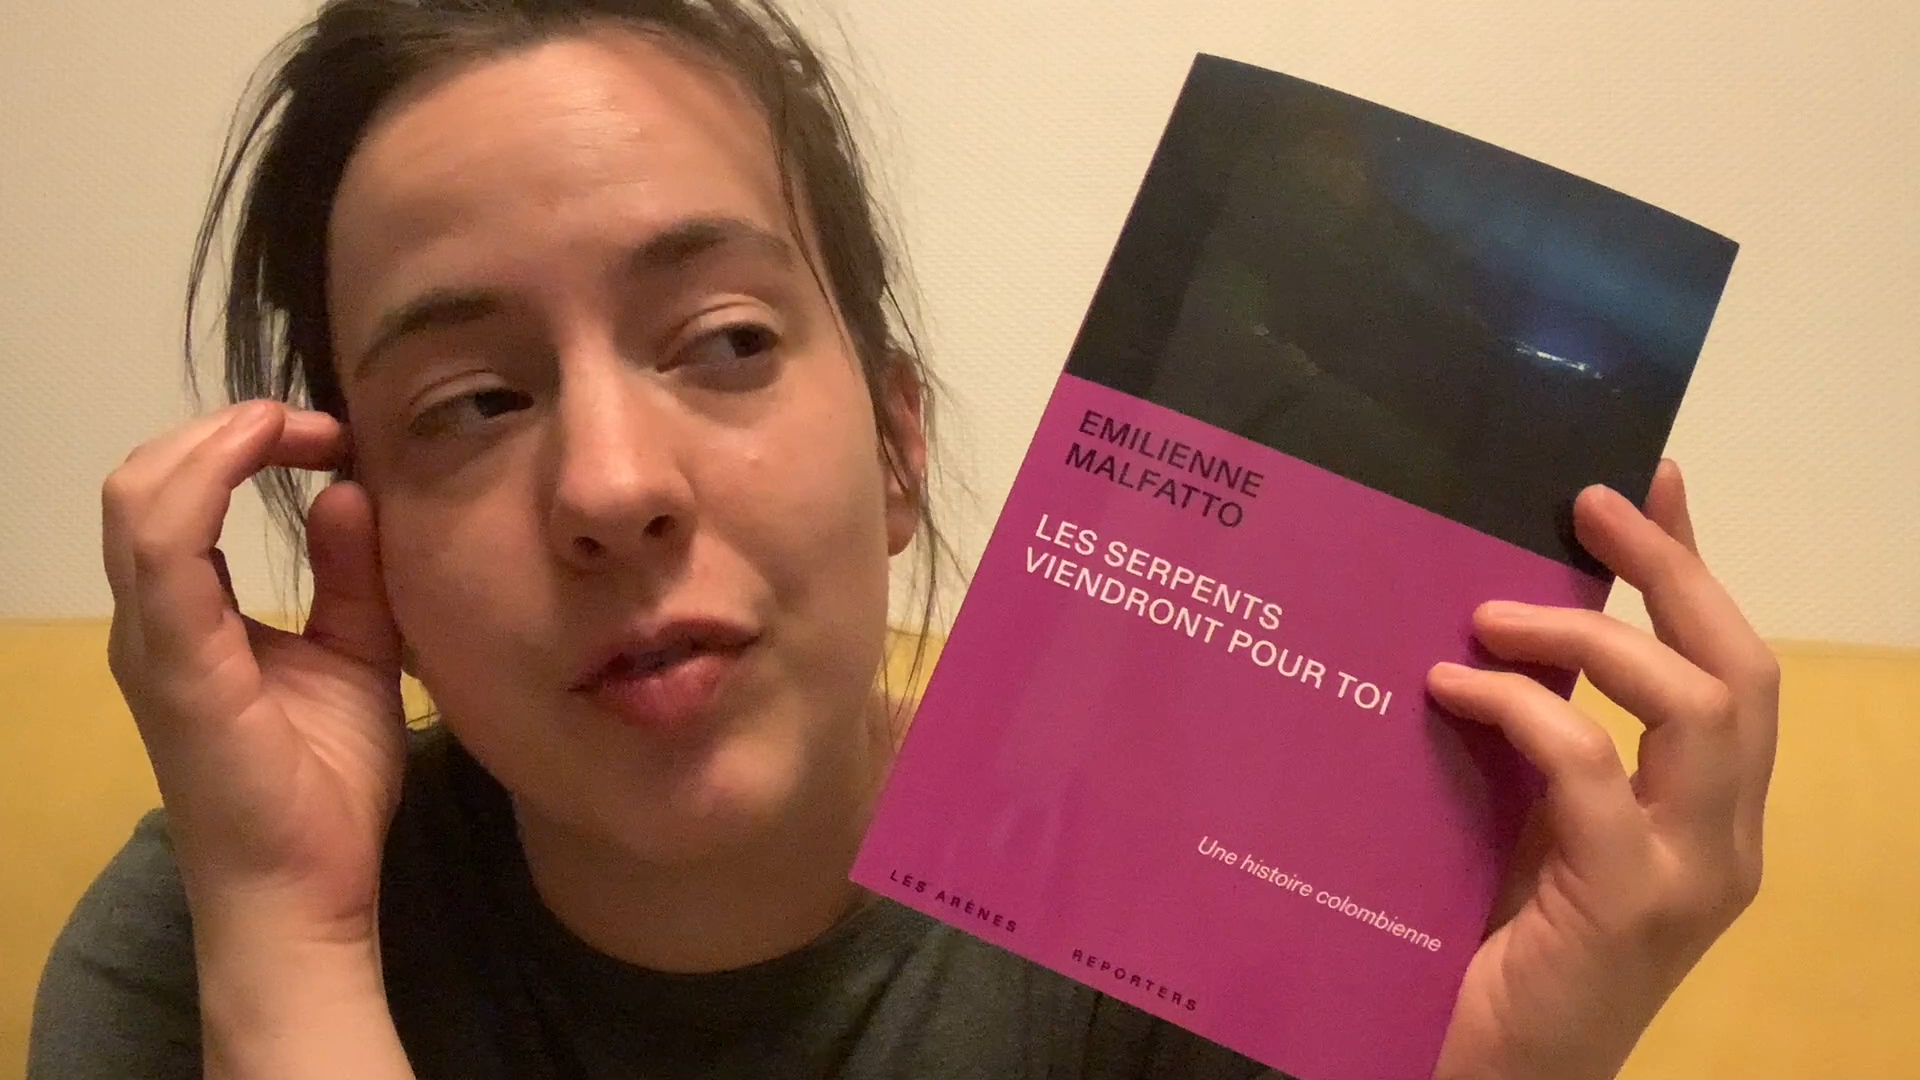 EMILIENNE
MALFATTO
LES SERPENTS
VIENDRONT POUR TOI
Une histoire colombienne
LES ARÈNES
REPORTERS